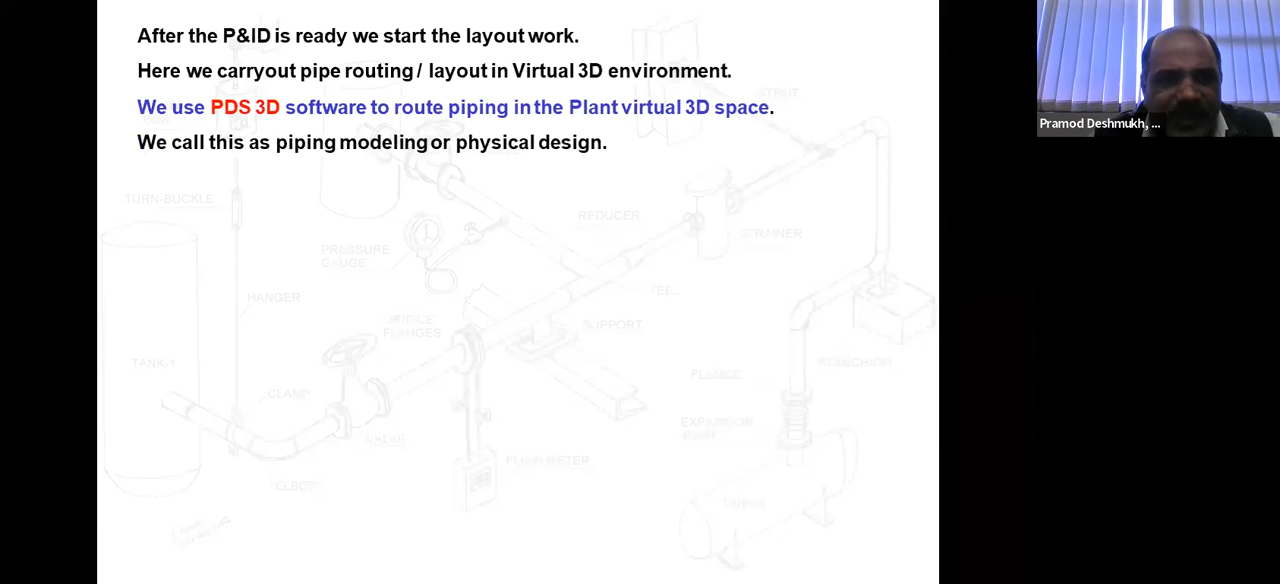 After the P&ID is ready we start the layout work.
Here we carryout pipe routing / layout in Virtual 3D environment.
We use PDS 3D software to route piping in the Plant virtual 3D space.
We call this as piping modeling or physical design.
Pramod Deshmukh, ...
STRUT
TURN-BUCKLE
REDUCER
STRAINER
PRESSURE
GAUGE
HANGER
TEE
ORIFICE
FLANGES
SUPPORT
TANK-1
STANCHION
FLANGE
CLAMP
EXPANSION
JOINT
VALVE
FLOW METER
ELBOW